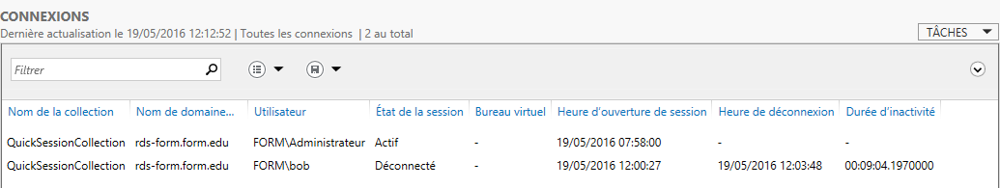 CONNEXIONS
Dernière actualisation le 19/05/2016 12:12:52 | Toutes les connexions | 2 au total
TÂCHES
Filtrer
Nom de la collection Nom de domaine... Utilisateur État de la session Bureau virtuel Heure d'ouverture de session Heure de déconnexion Durée d'inactivité
QuickSessionCollection rds-form.form.edu FORM\Administrateur Actif - 19/05/2016 07:58:00 - -
QuickSessionCollection rds-form.form.edu FORM\bob Déconnecté - 19/05/2016 12:00:27 19/05/2016 12:03:48 00:09:04.1970000